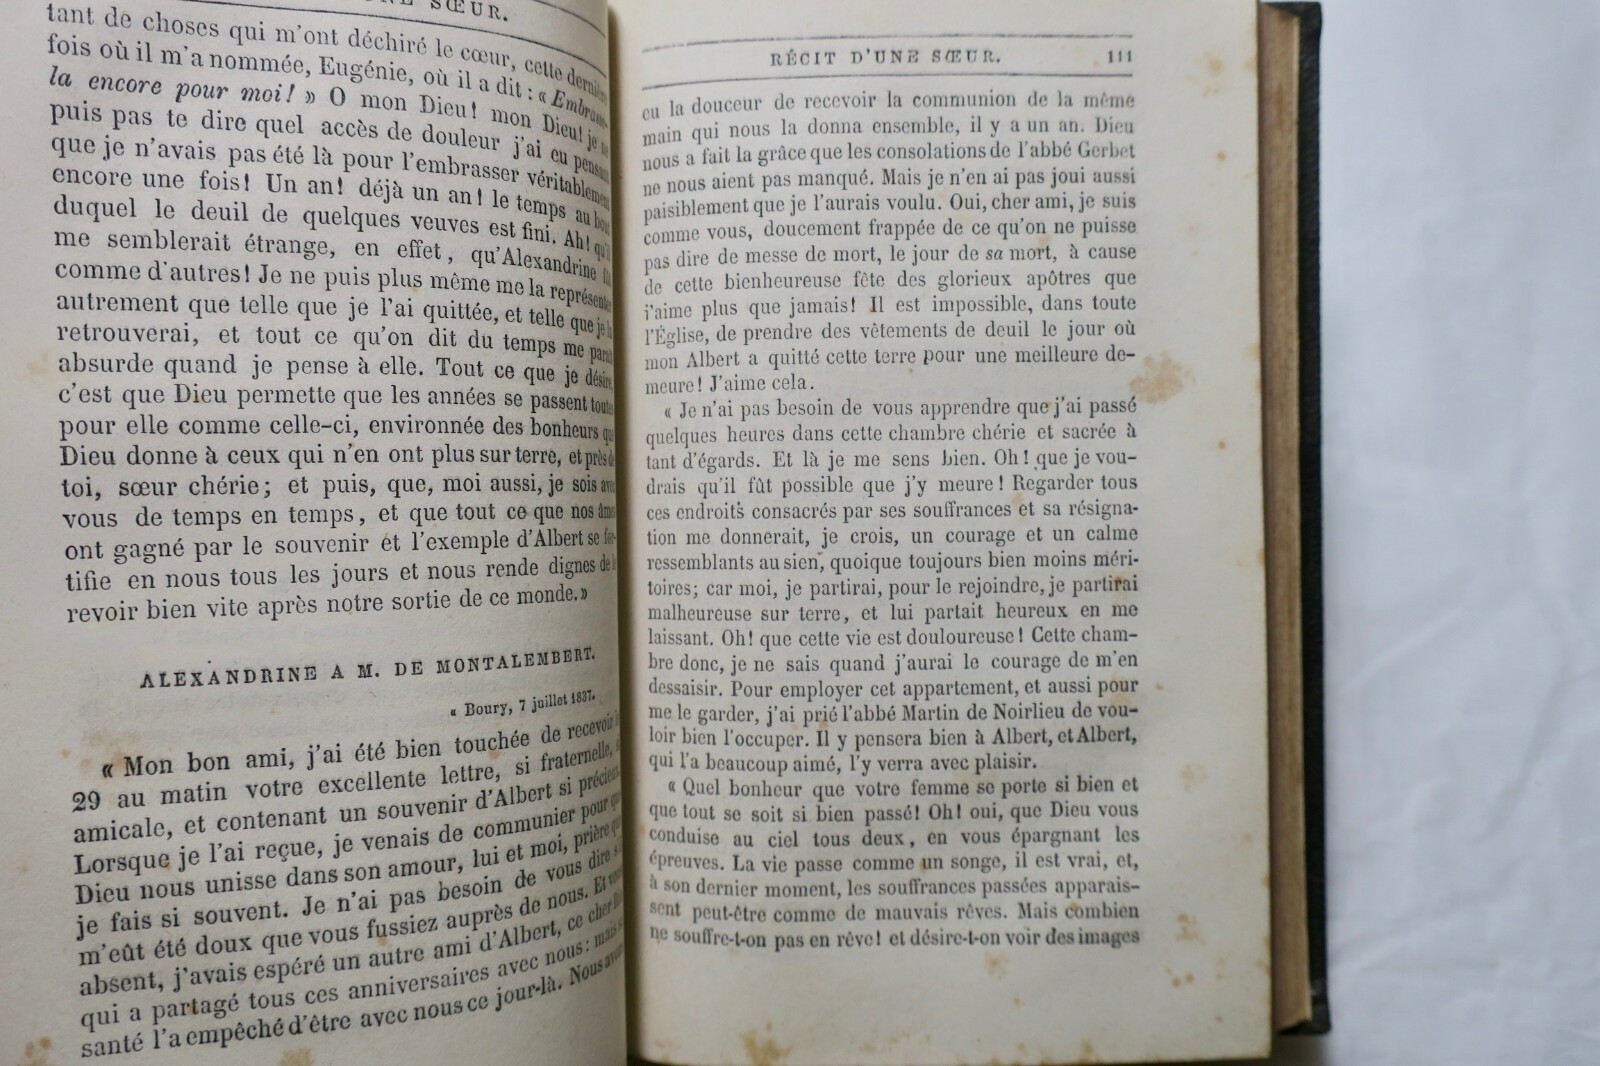 SŒUR.
tant de choses qui m'ont déchiré le cœur, cette dernière
fois où il m'a nommée, Eugénie, où il a dit : « Embrasse-
la encore pour moi! » O mon Dieu! mon Dieu! je ne
puis pas te dire quel accès de douleur j'ai eu pensant
que je n'avais pas été là pour l'embrasser véritablement
encore une fois! Un an! déjà un an! le temps au bout
duquel le deuil de quelques veuves est fini. Ah! qu'il
me semblerait étrange, en effet, qu'Alexandrine fût
comme d'autres! Je ne puis plus même me la représenter
autrement que telle que je l'ai quittée, et telle que je la
retrouverai, et tout ce qu'on dit du temps me paraît
absurde quand je pense à elle. Tout ce que je désire,
c'est que Dieu permette que les années se passent toutes
pour elle comme celle-ci, environnée des bonheurs que
Dieu donne à ceux qui n'en ont plus sur terre, et près de
toi, sœur chérie; et puis, que, moi aussi, je sois avec
vous de temps en temps, et que tout ce que nos âmes
ont gagné par le souvenir et l'exemple d'Albert se for-
tifie en nous tous les jours et nous rende dignes de le
revoir bien vite après notre sortie de ce monde.»
ALEXANDRINE A M. DE MONTALEMBERT.
« Boury, 7 juillet 1837.
« Mon bon ami, j'ai été bien touchée de recevoir le
29 au matin votre excellente lettre, si fraternelle, si
amicale, et contenant un souvenir d'Albert si précieux.
Lorsque je l'ai reçue, je venais de communier pour que
Dieu nous unisse dans son amour, lui et moi, prière que
je fais si souvent. Je n'ai pas besoin de vous dire s'il
m'eût été doux que vous fussiez auprès de nous. Et vous
absent, j'avais espéré un autre ami d'Albert, ce cher
qui a partagé tous ces anniversaires avec nous : mais sa
santé l'a empêché d'être avec nous ce jour-là. Nous avons
RÉCIT D'UNE SŒUR. 111
eu la douceur de recevoir la communion de la même
main qui nous la donna ensemble, il y a un an. Dieu
nous a fait la grâce que les consolations de l'abbé Gerbet
ne nous aient pas manqué. Mais je n'en ai pas joui aussi
paisiblement que je l'aurais voulu. Oui, cher ami, je suis
comme vous, doucement frappée de ce qu'on ne puisse
pas dire de messe de mort, le jour de sa mort, à cause
de cette bienheureuse fête des glorieux apôtres que
j'aime plus que jamais! Il est impossible, dans toute
l'Église, de prendre des vêtements de deuil le jour où
mon Albert a quitté cette terre pour une meilleure de-
meure! J'aime cela.
« Je n'ai pas besoin de vous apprendre que j'ai passé
quelques heures dans cette chambre chérie et sacrée à
tant d'égards. Et là je me sens bien. Oh! que je vou-
drais qu'il fût possible que j'y meure! Regarder tous
ces endroits consacrés par ses souffrances et sa résigna-
tion me donnerait, je crois, un courage et un calme
ressemblants au sien, quoique toujours bien moins méri-
toires; car moi, je partirai, pour le rejoindre, je partirai
malheureuse sur terre, et lui partait heureux en me
laissant. Oh! que cette vie est douloureuse! Cette cham-
bre donc, je ne sais quand j'aurai le courage de m'en
dessaisir. Pour employer cet appartement, et aussi pour
me le garder, j'ai prié l'abbé Martin de Noirlieu de vou-
loir bien l'occuper. Il y pensera bien à Albert, et Albert,
qui l'a beaucoup aimé, l'y verra avec plaisir.
« Quel bonheur que votre femme se porte si bien et
que tout se soit si bien passé! Oh! oui, que Dieu vous
conduise au ciel tous deux, en vous épargnant les
épreuves. La vie passe comme un songe, il est vrai, et,
à son dernier moment, les souffrances passées apparais-
sent peut-être comme de mauvais rêves. Mais combien
ne souffre-t-on pas en rêve! et désire-t-on voir des images